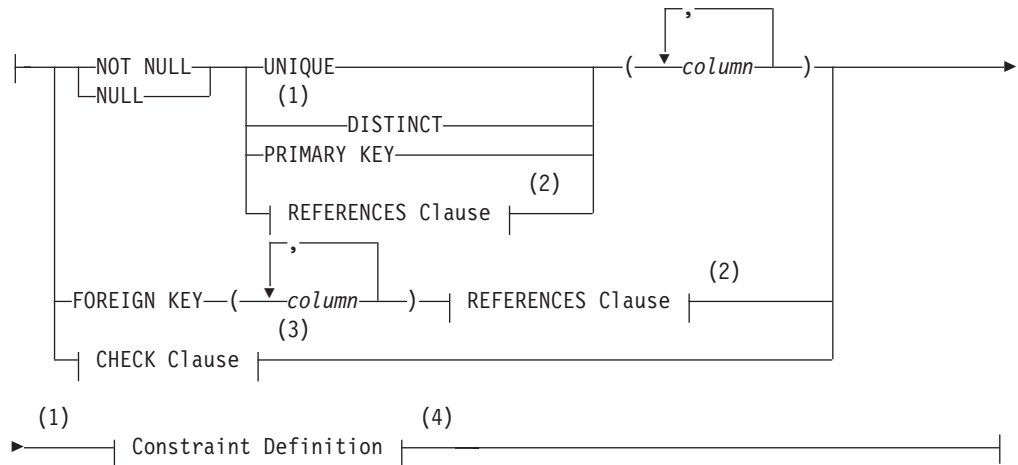 ,
NOT NULL UNIQUE ( column )
NULL (1)
DISTINCT
PRIMARY KEY
(2)
REFERENCES Clause
,
(2)
FOREIGN KEY ( column ) REFERENCES Clause
(3)
CHECK Clause
(1) (4)
Constraint Definition